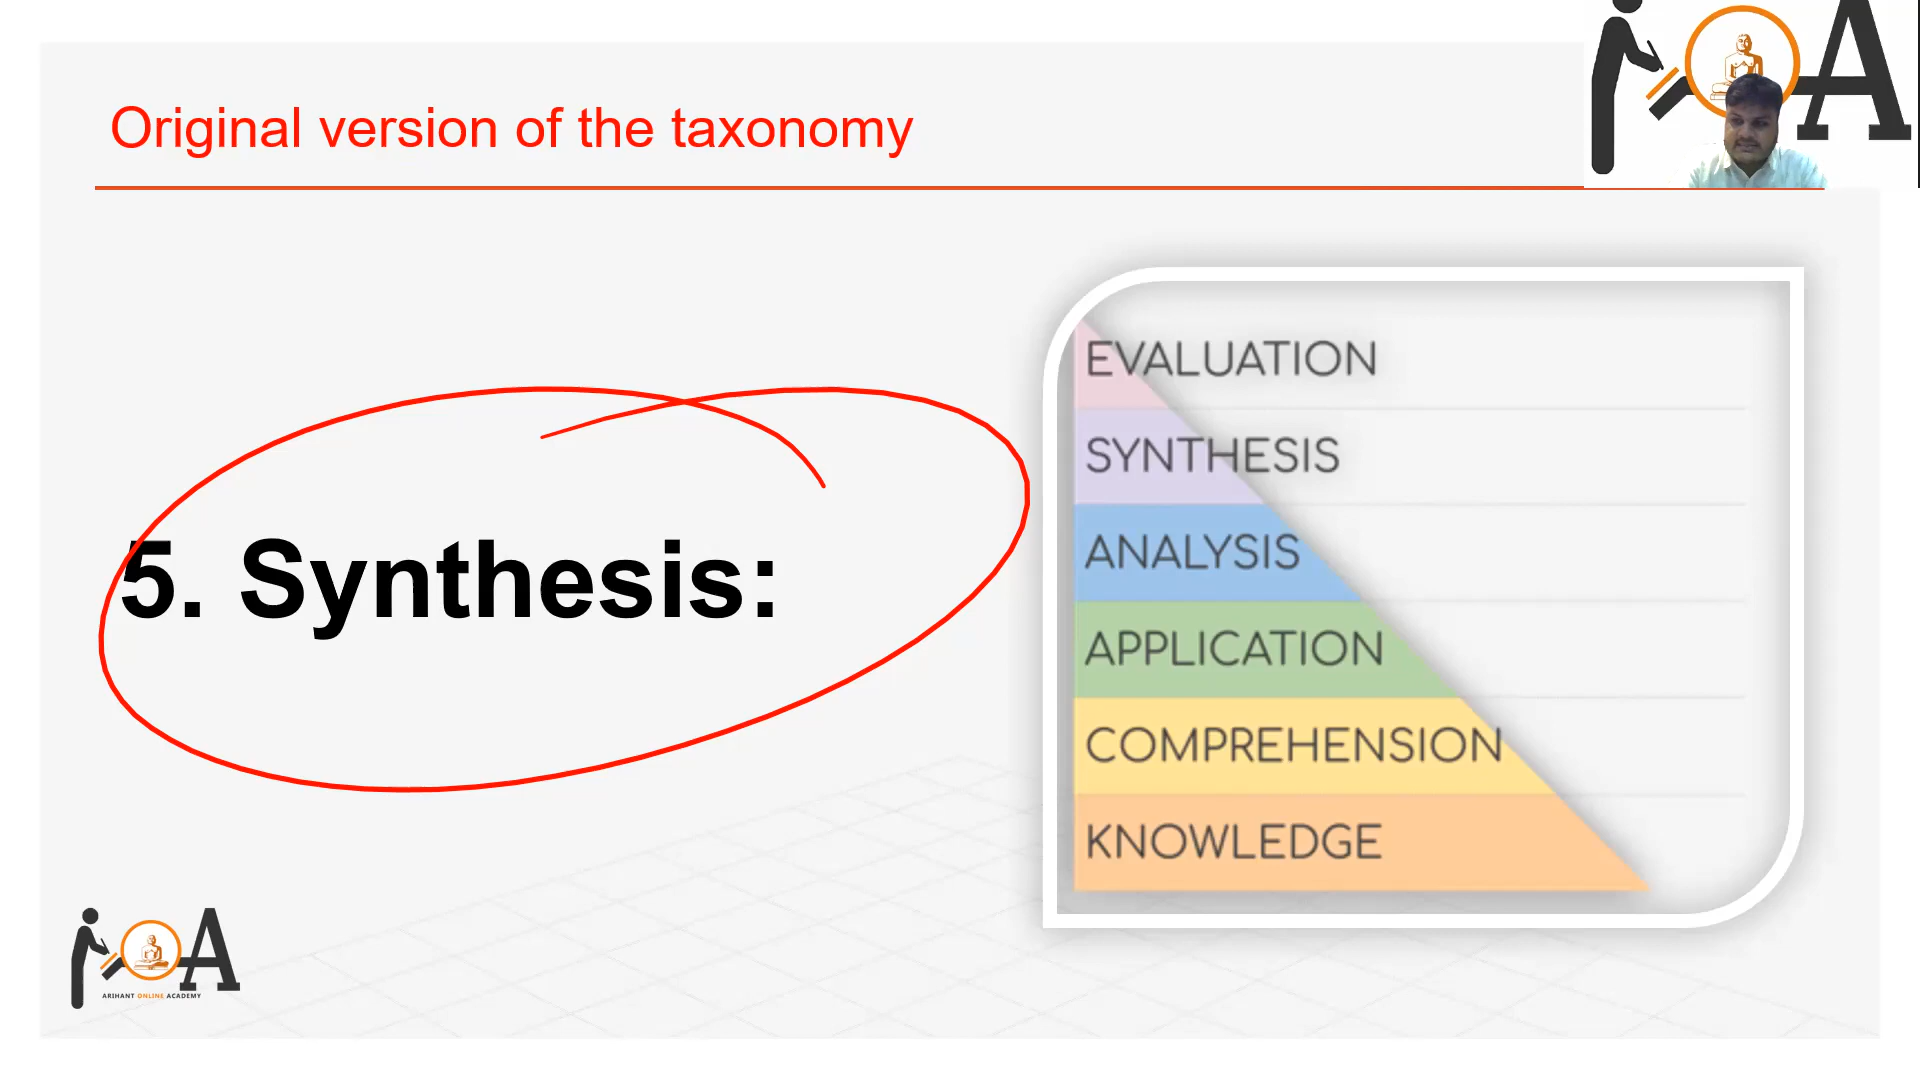 Original version of the taxonomy
5. Synthesis:
EVALUATION
SYNTHESIS
ANALYSIS
APPLICATION
COMPREHENSION
KNOWLEDGE
A
A
ARIHANT ONLINE ACADEMY